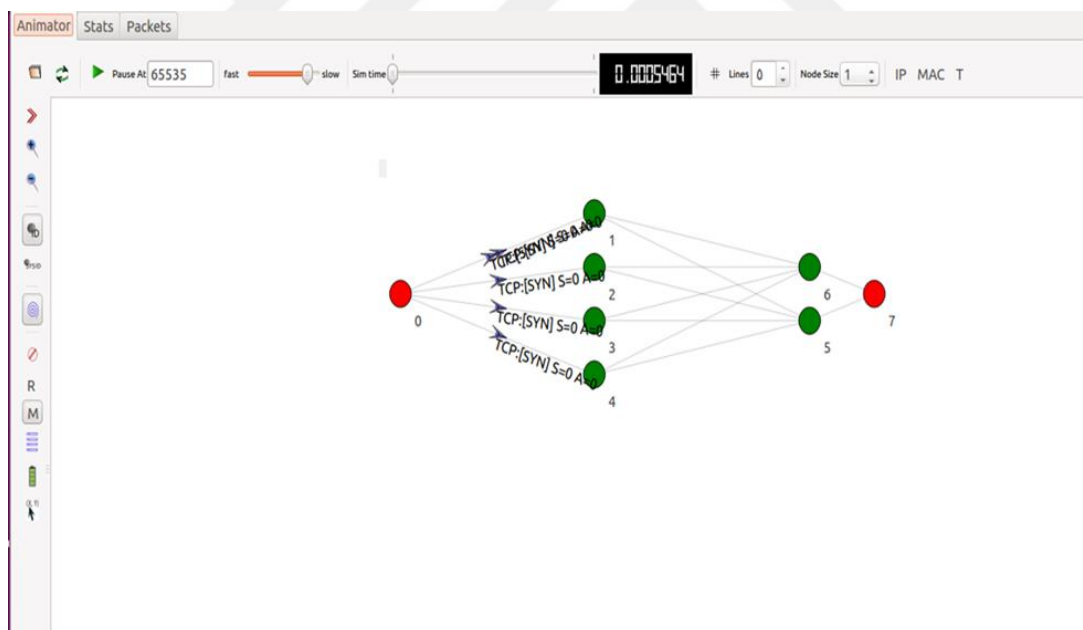 Animator Stats Packets
Pause At 65535 fast slow Sim time 0.0005464 # Lines 0 Node Size 1 IP MAC T
ID
SYSID
R
M
1
TCP:[SYN] S=0 A=0
2
0
6
TCP:[SYN] S=0 A=0
7
3
5
TCP:[SYN] S=0 A=0
4